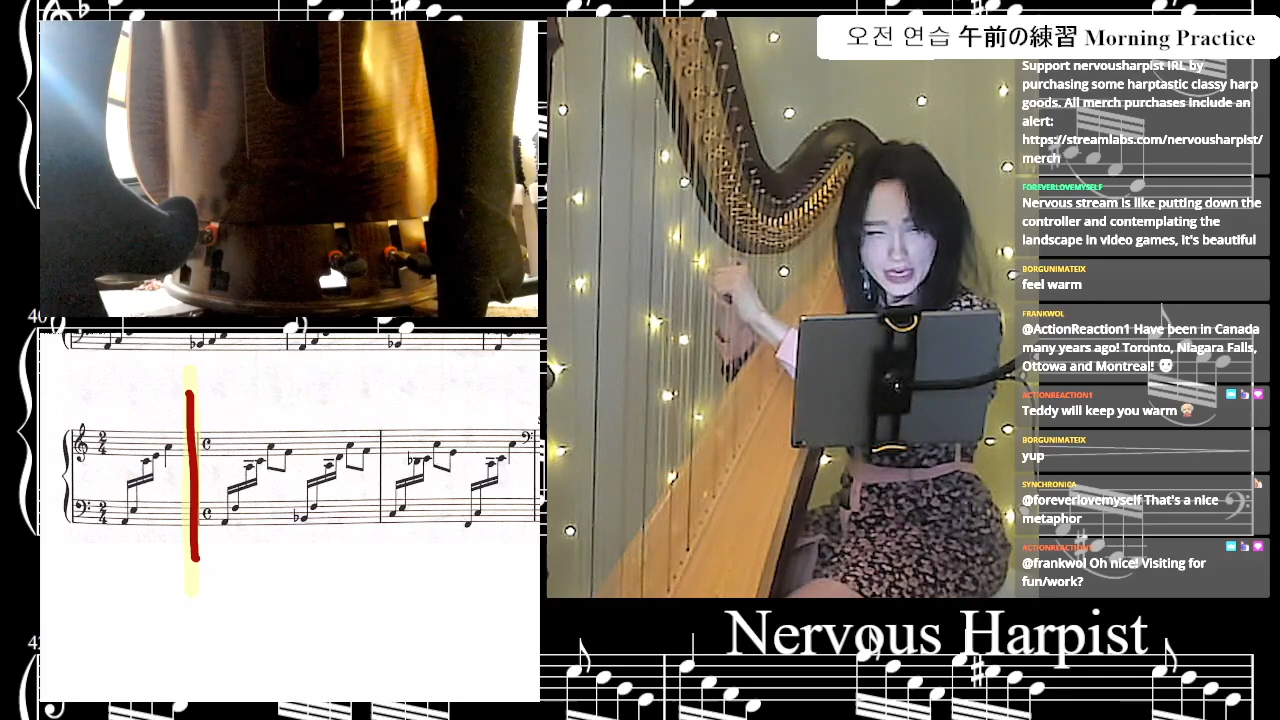 오전 연습 午前の練習 Morning Practice
Support nervousharpist IRL by
purchasing some harptastic classy harp
goods. All merch purchases include an
alert:
https://streamlabs.com/nervousharpist/
merch
FOREVERLOVEMYSELF
Nervous stream is like putting down the
controller and contemplating the
landscape in video games, it's beautiful
BORGUNIMATEIX
feel warm
FRANKWOL
@ActionReaction1 Have been in Canada
many years ago! Toronto, Niagara Falls,
Ottowa and Montreal!
ACTIONREACTION1
Teddy will keep you warm
BORGUNIMATEIX
yup
SYNCHRONICA
@foreverlovemyself That's a nice
metaphor
ACTIONREACTION1
@frankwol Oh nice! Visiting for
fun/work?
Nervous Harpist